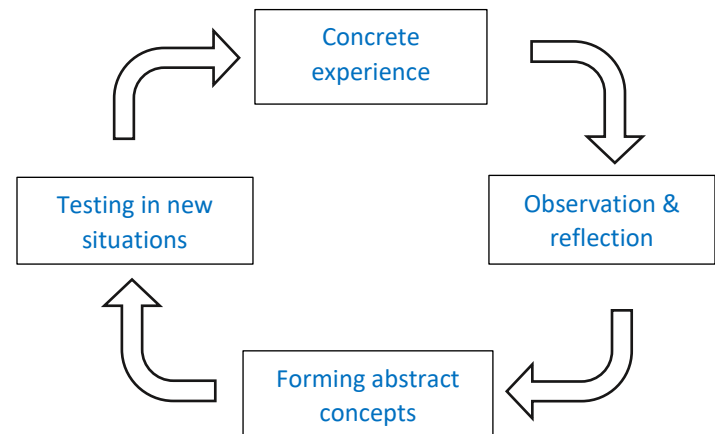 Concrete
experience
Observation &
reflection
Forming abstract
concepts
Testing in new
situations